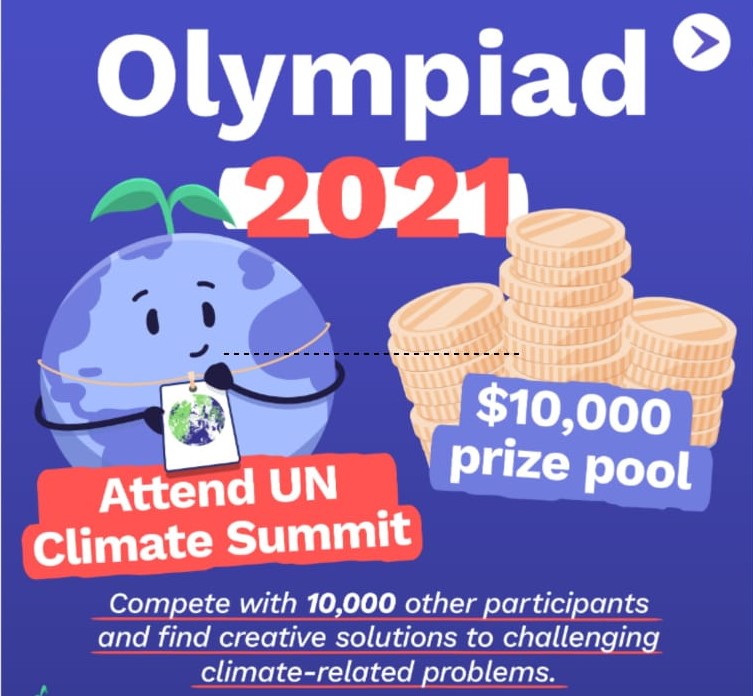 Olympiad
2021
$10,000
prize pool
Attend UN
Climate Summit
Compete with 10,000 other participants
and find creative solutions to challenging
climate-related problems.